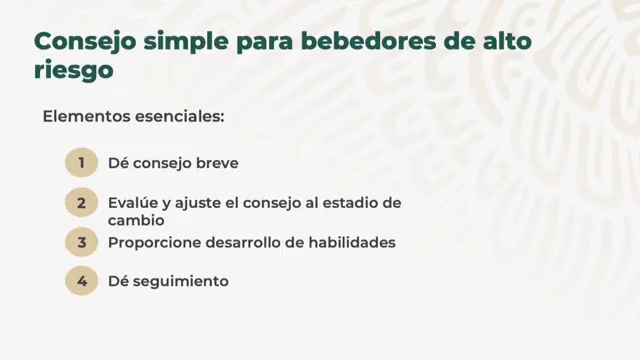 Consejo simple para bebedores de alto
riesgo
Elementos esenciales:
1 Dé consejo breve
2 Evalúe y ajuste el consejo al estadio de
cambio
3 Proporcione desarrollo de habilidades
4 Dé seguimiento